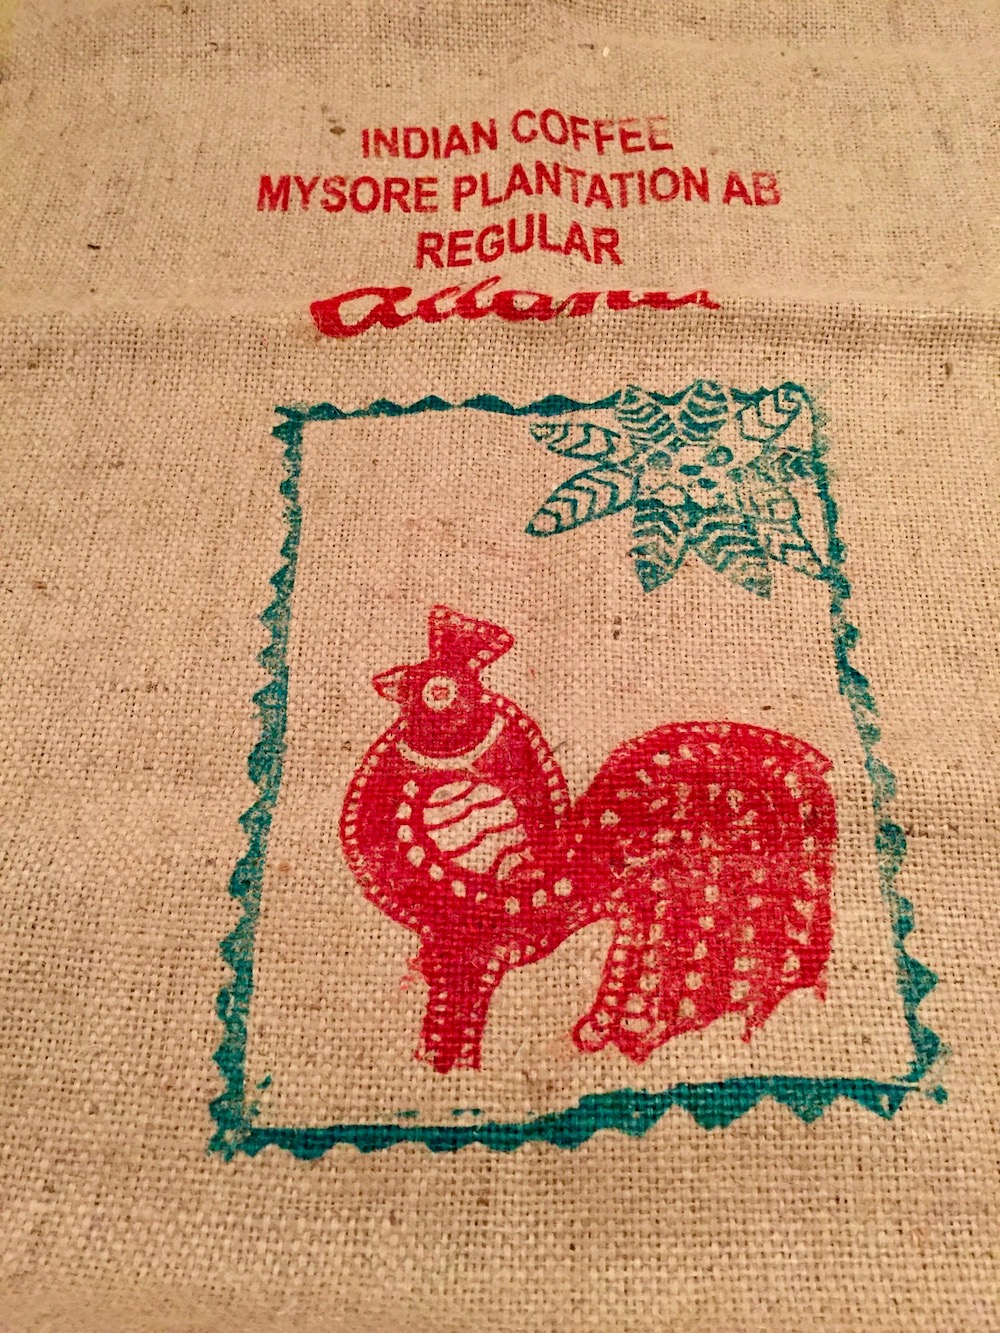 INDIAN COFFEE
MYSORE PLANTATION AB
REGULAR